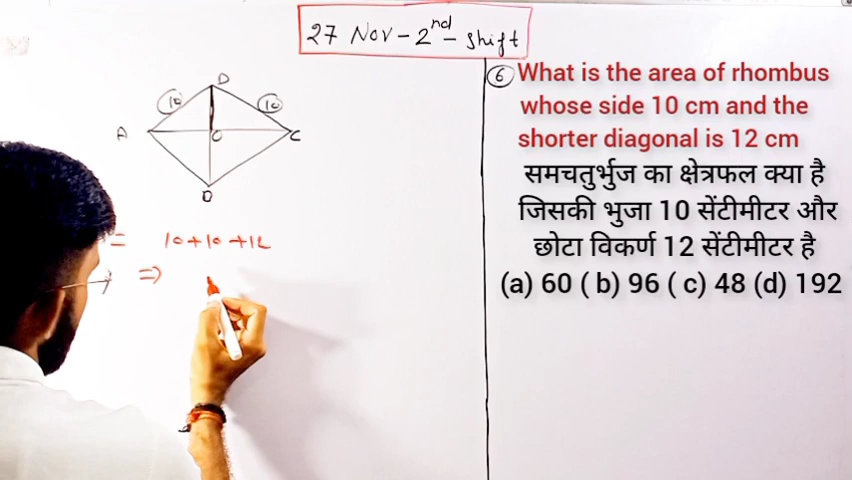 27 Nov - 2nd - shift
6 What is the area of rhombus
whose side 10 cm and the
shorter diagonal is 12 cm
समचतुर्भुज का क्षेत्रफल क्या है
जिसकी भुजा 10 सेंटीमीटर और
छोटा विकर्ण 12 सेंटीमीटर है
(a) 60 ( b) 96 ( c) 48 (d) 192
D
10 10
A O C
B
= 10+10+12
⇒